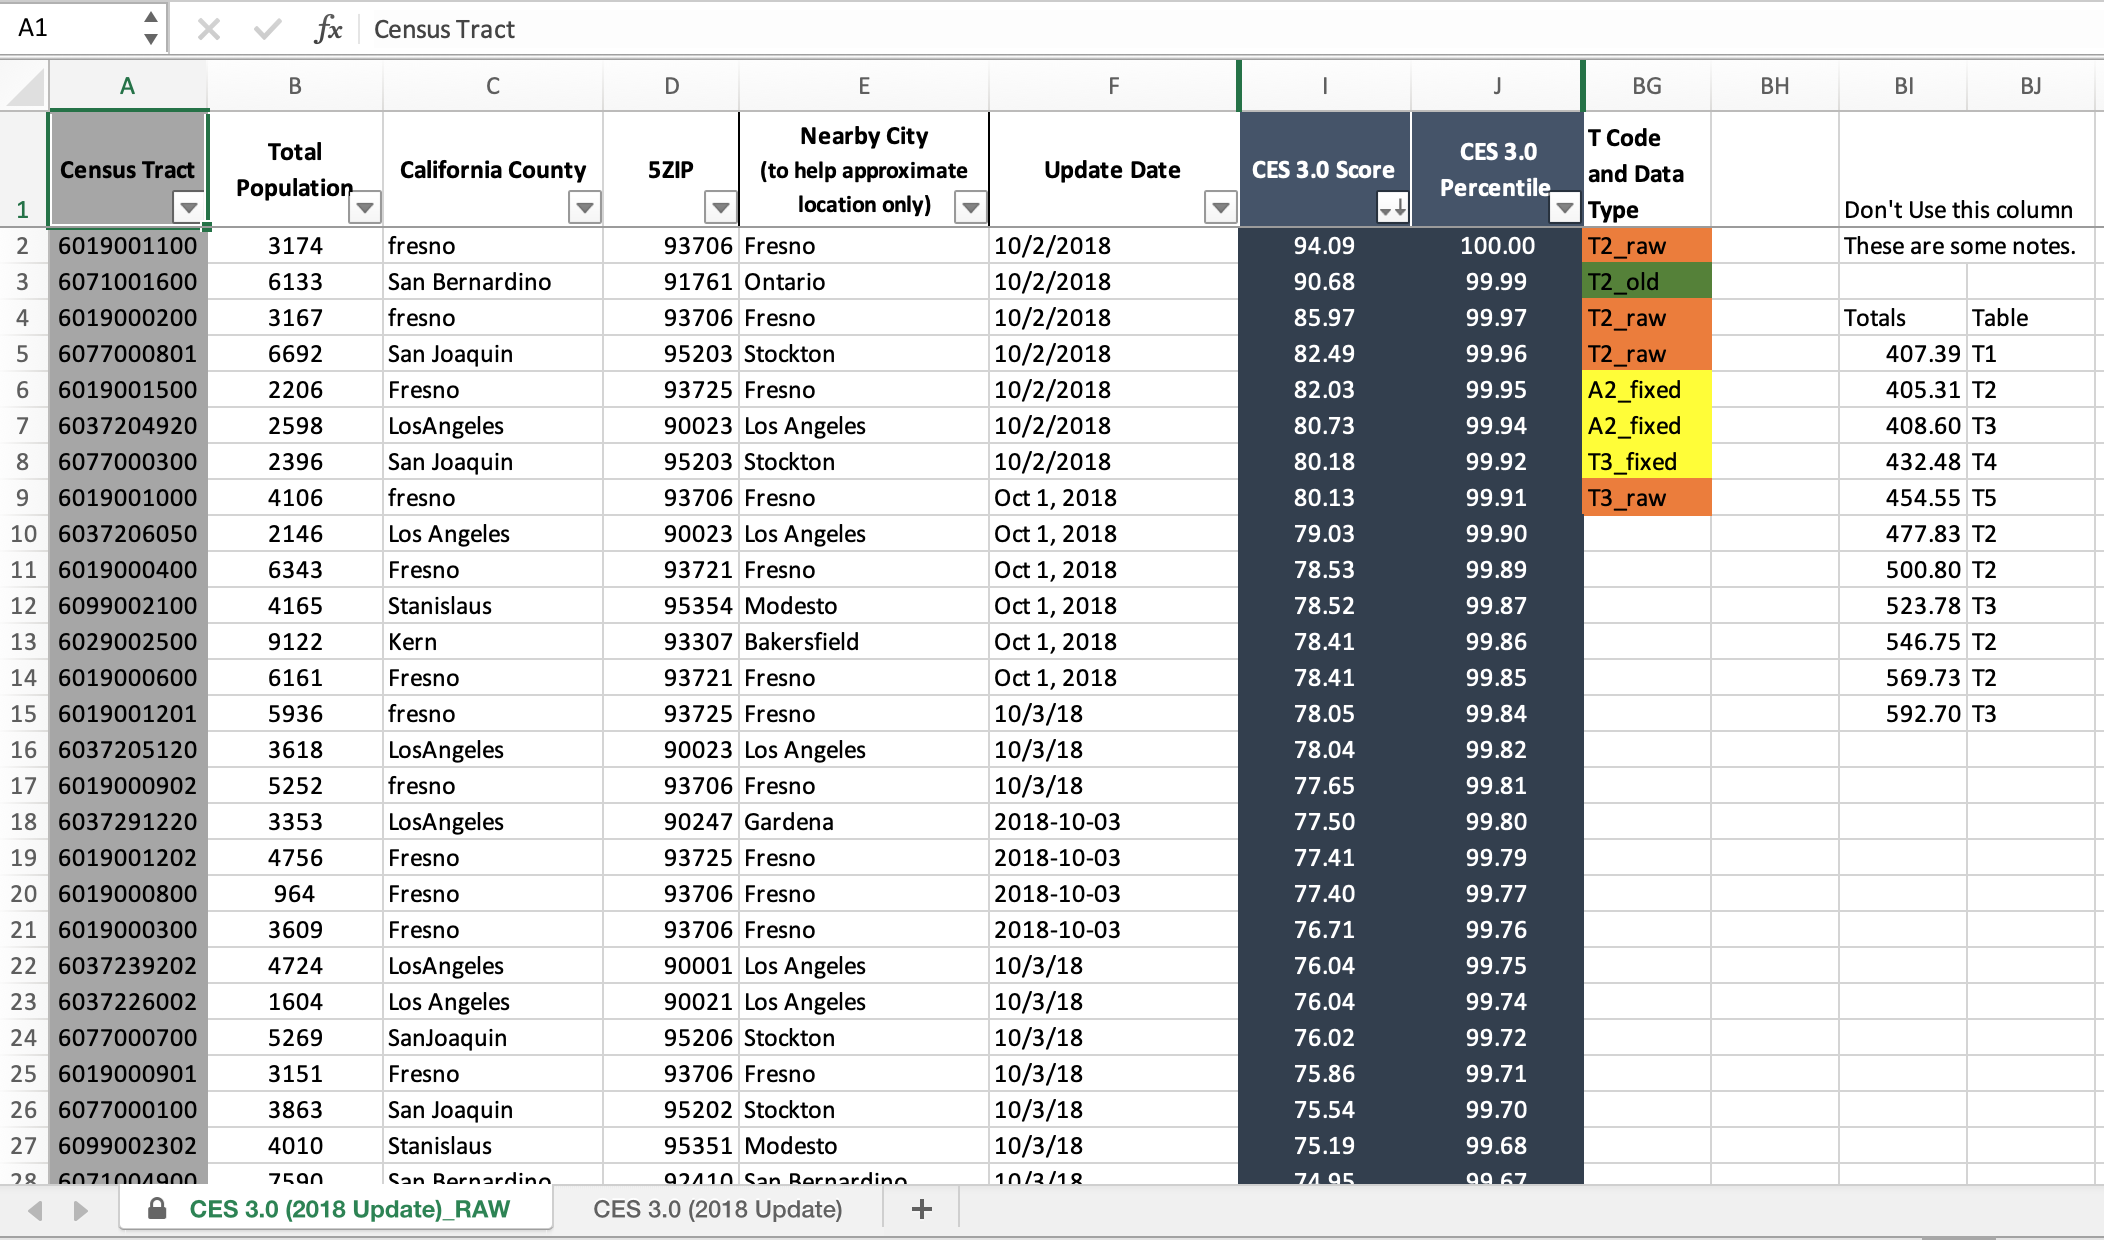 A1 fx Census Tract
A B C D E F I J BG BH BI BJ
1 Census Tract Total Population California County 5ZIP Nearby City (to help approximate location only) Update Date CES 3.0 Score CES 3.0 Percentile T Code and Data Type Don't Use this column
2 6019001100 3174 fresno 93706 Fresno 10/2/2018 94.09 100.00 T2_raw These are some notes.
3 6071001600 6133 San Bernardino 91761 Ontario 10/2/2018 90.68 99.99 T2_old
4 6019000200 3167 fresno 93706 Fresno 10/2/2018 85.97 99.97 T2_raw Totals Table
5 6077000801 6692 San Joaquin 95203 Stockton 10/2/2018 82.49 99.96 T2_raw 407.39 T1
6 6019001500 2206 Fresno 93725 Fresno 10/2/2018 82.03 99.95 A2_fixed 405.31 T2
7 6037204920 2598 LosAngeles 90023 Los Angeles 10/2/2018 80.73 99.94 A2_fixed 408.60 T3
8 6077000300 2396 San Joaquin 95203 Stockton 10/2/2018 80.18 99.92 T3_fixed 432.48 T4
9 6019001000 4106 fresno 93706 Fresno Oct 1, 2018 80.13 99.91 T3_raw 454.55 T5
10 6037206050 2146 Los Angeles 90023 Los Angeles Oct 1, 2018 79.03 99.90 477.83 T2
11 6019000400 6343 Fresno 93721 Fresno Oct 1, 2018 78.53 99.89 500.80 T2
12 6099002100 4165 Stanislaus 95354 Modesto Oct 1, 2018 78.52 99.87 523.78 T3
13 6029002500 9122 Kern 93307 Bakersfield Oct 1, 2018 78.41 99.86 546.75 T2
14 6019000600 6161 Fresno 93721 Fresno Oct 1, 2018 78.41 99.85 569.73 T2
15 6019001201 5936 fresno 93725 Fresno 10/3/18 78.05 99.84 592.70 T3
16 6037205120 3618 LosAngeles 90023 Los Angeles 10/3/18 78.04 99.82
17 6019000902 5252 fresno 93706 Fresno 10/3/18 77.65 99.81
18 6037291220 3353 LosAngeles 90247 Gardena 2018-10-03 77.50 99.80
19 6019001202 4756 Fresno 93725 Fresno 2018-10-03 77.41 99.79
20 6019000800 964 Fresno 93706 Fresno 2018-10-03 77.40 99.77
21 6019000300 3609 Fresno 93706 Fresno 2018-10-03 76.71 99.76
22 6037239202 4724 LosAngeles 90001 Los Angeles 10/3/18 76.04 99.75
23 6037226002 1604 Los Angeles 90021 Los Angeles 10/3/18 76.04 99.74
24 6077000700 5269 SanJoaquin 95206 Stockton 10/3/18 76.02 99.72
25 6019000901 3151 Fresno 93706 Fresno 10/3/18 75.86 99.71
26 6077000100 3863 San Joaquin 95202 Stockton 10/3/18 75.54 99.70
27 6099002302 4010 Stanislaus 95351 Modesto 10/3/18 75.19 99.68
28 6071004900 7590 San Bernardino 92410 San Bernardino 10/3/18 74.95 99.67
CES 3.0 (2018 Update)_RAW CES 3.0 (2018 Update) +